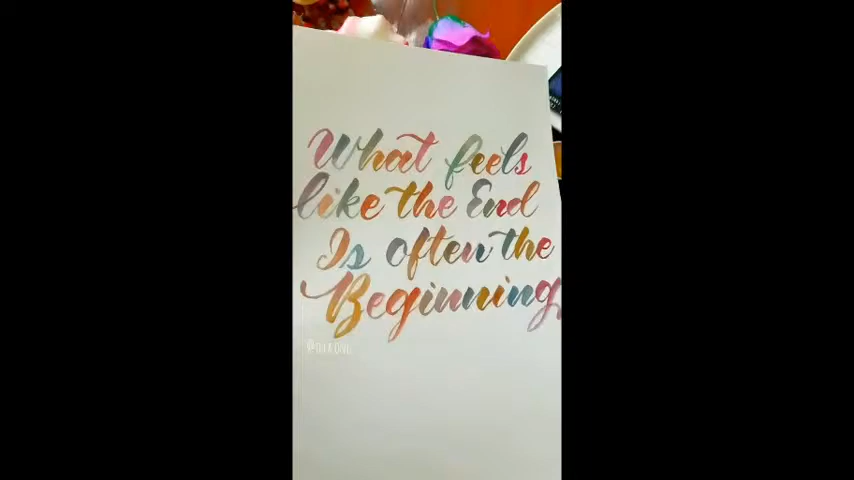 What feels
like the End
Is often the
Beginning